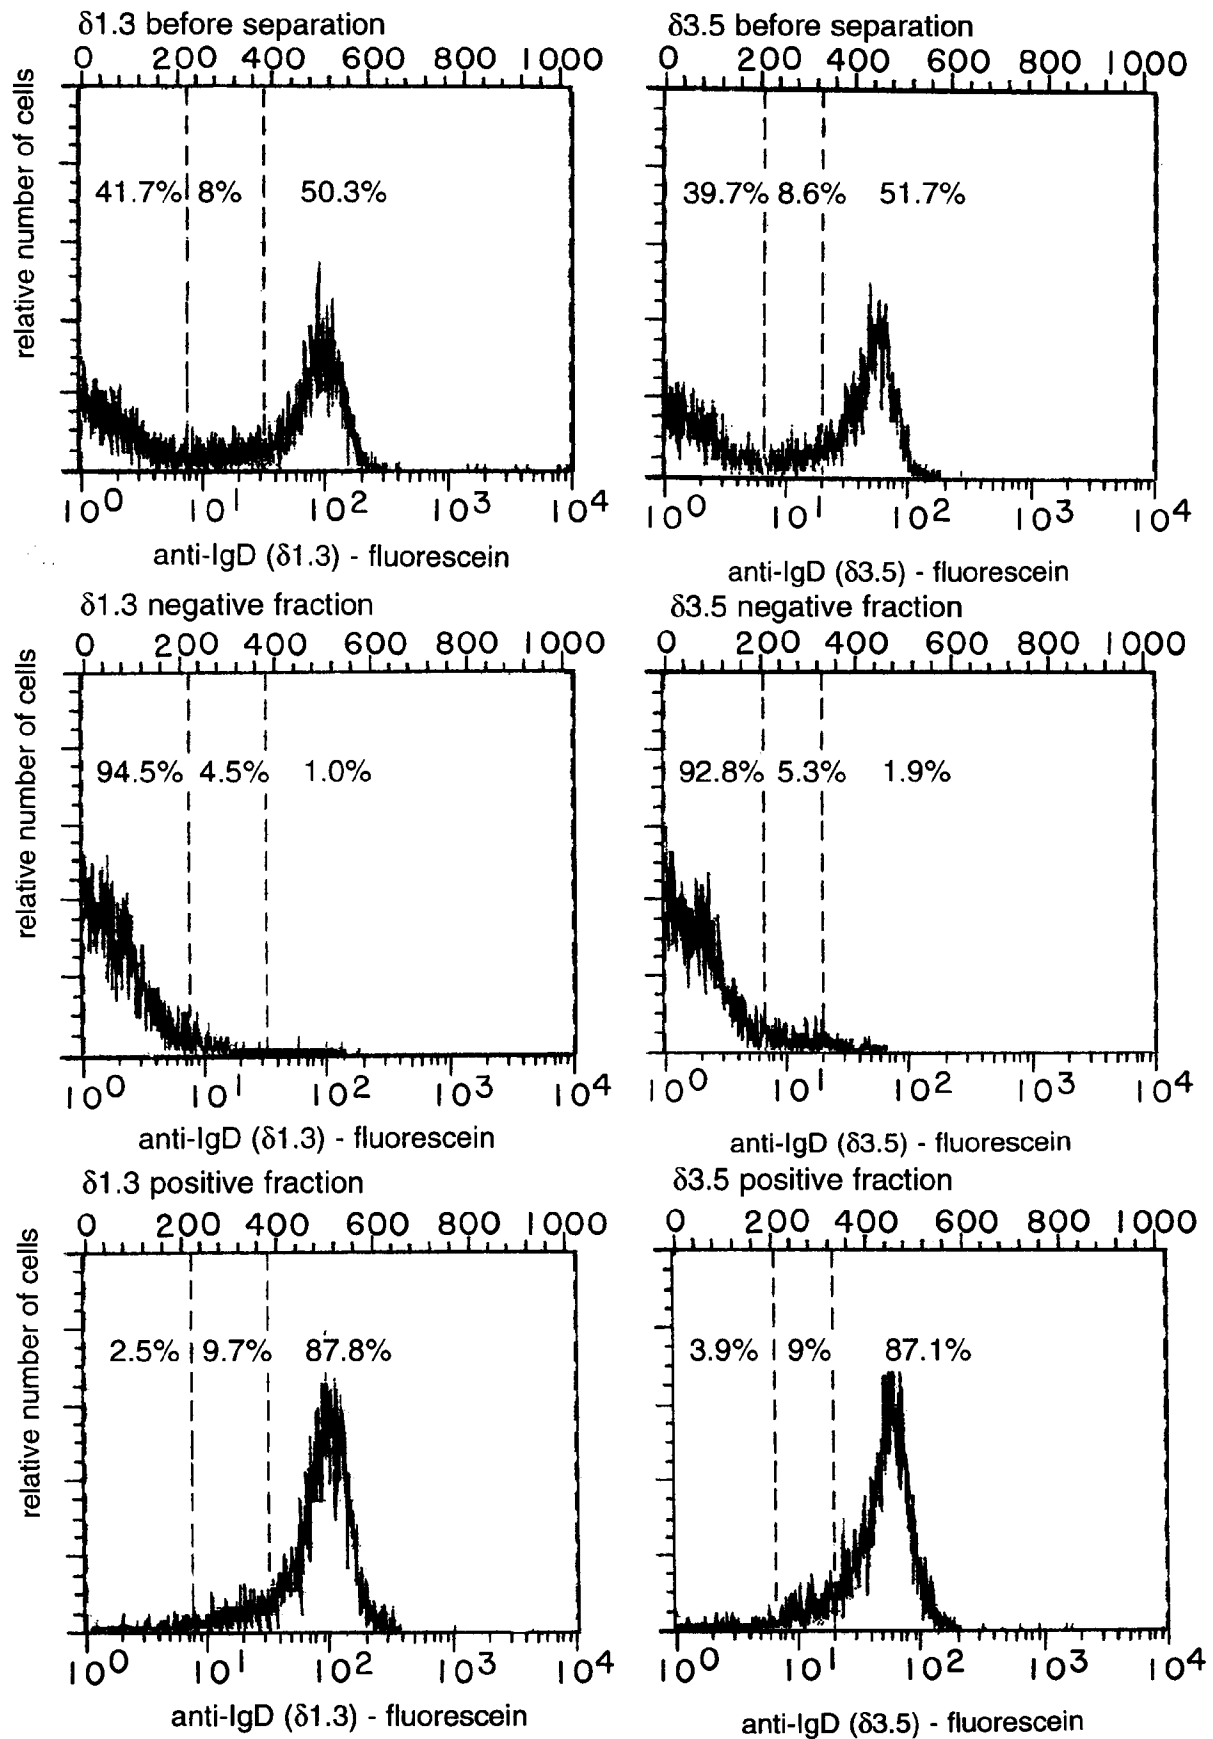 δ1.3 before separation
0 200 400 600 800 1000
relative number of cells
41.7% 8% 50.3%
10⁰ 10¹ 10² 10³ 10⁴
anti-IgD (δ1.3) - fluorescein
δ3.5 before separation
0 200 400 600 800 1000
39.7% 8.6% 51.7%
10⁰ 10¹ 10² 10³ 10⁴
anti-IgD (δ3.5) - fluorescein
δ1.3 negative fraction
0 200 400 600 800 1000
relative number of cells
94.5% 4.5% 1.0%
10⁰ 10¹ 10² 10³ 10⁴
anti-IgD (δ1.3) - fluorescein
δ3.5 negative fraction
0 200 400 600 800 1000
92.8% 5.3% 1.9%
10⁰ 10¹ 10² 10³ 10⁴
anti-IgD (δ3.5) - fluorescein
δ1.3 positive fraction
0 200 400 600 800 1000
relative number of cells
2.5% 9.7% 87.8%
10⁰ 10¹ 10² 10³ 10⁴
anti-IgD (δ1.3) - fluorescein
δ3.5 positive fraction
0 200 400 600 800 1000
3.9% 9% 87.1%
10⁰ 10¹ 10² 10³ 10⁴
anti-IgD (δ3.5) - fluorescein